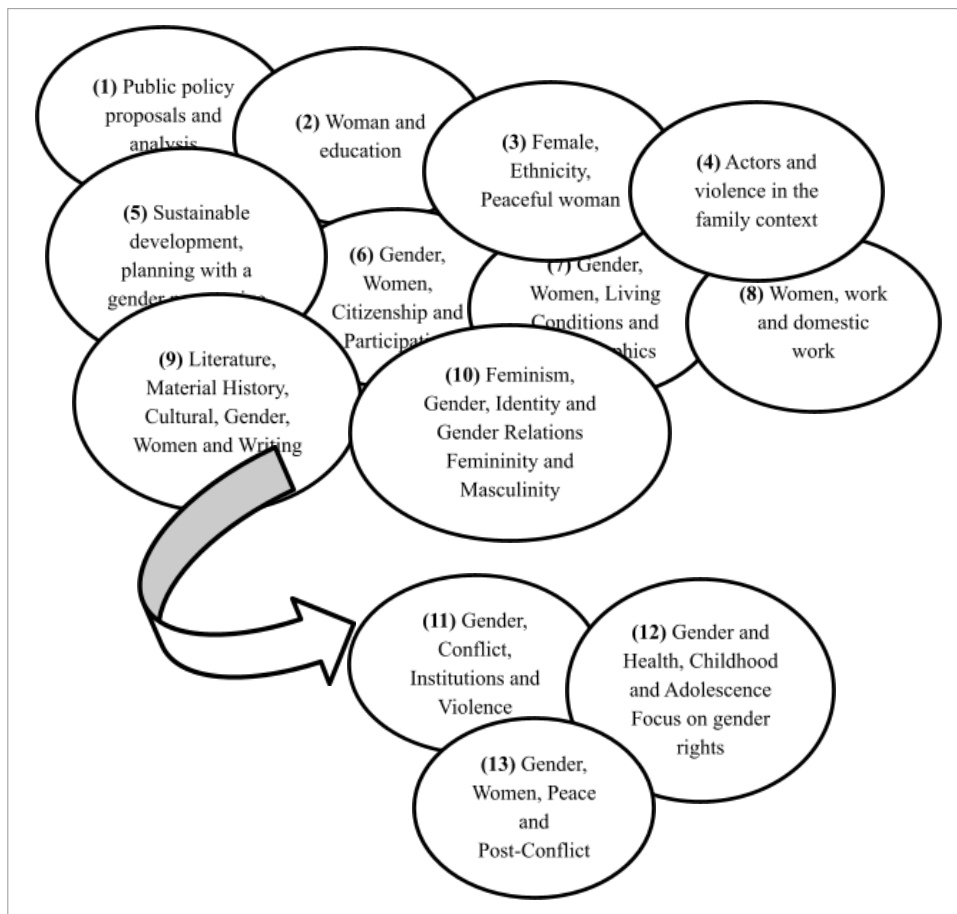 (1) Public policy
proposals and
analysis
(2) Woman and
education
(3) Female,
Ethnicity,
Peaceful woman
(4) Actors and
violence in the
family context
(5) Sustainable
development,
planning with a
gender
(6) Gender,
Women,
Citizenship and
(7) Gender,
Women, Living
Conditions and
(8) Women, work
and domestic
work
(9) Literature,
Material History,
Cultural, Gender,
Women and Writing
(10) Feminism,
Gender, Identity and
Gender Relations
Femininity and
Masculinity
(11) Gender,
Conflict,
Institutions and
Violence
(12) Gender and
Health, Childhood
and Adolescence
Focus on gender
rights
(13) Gender,
Women, Peace
and
Post-Conflict